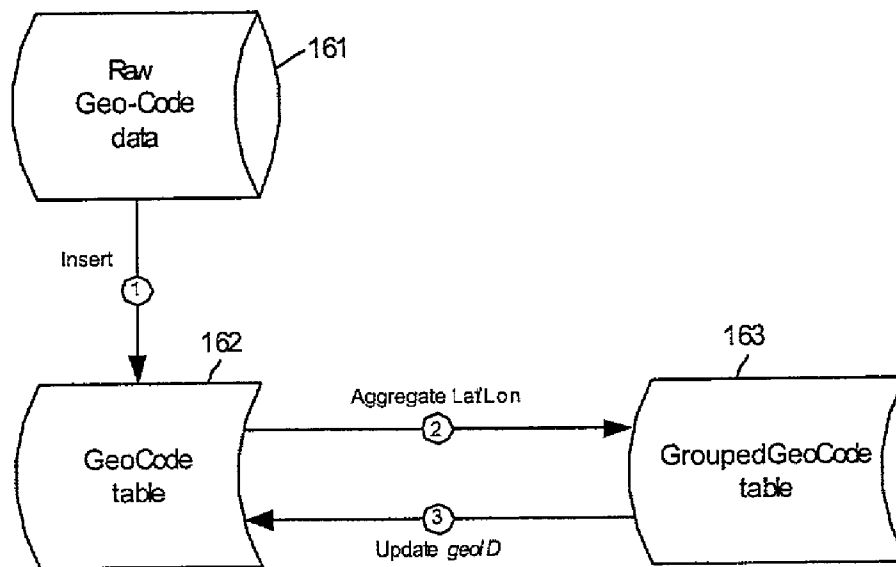 161
Raw
Geo-Code
data
Insert
1
162
163
Aggregate Lat'Lon
2
GeoCode
table
GroupedGeoCode
table
3
Update geoID